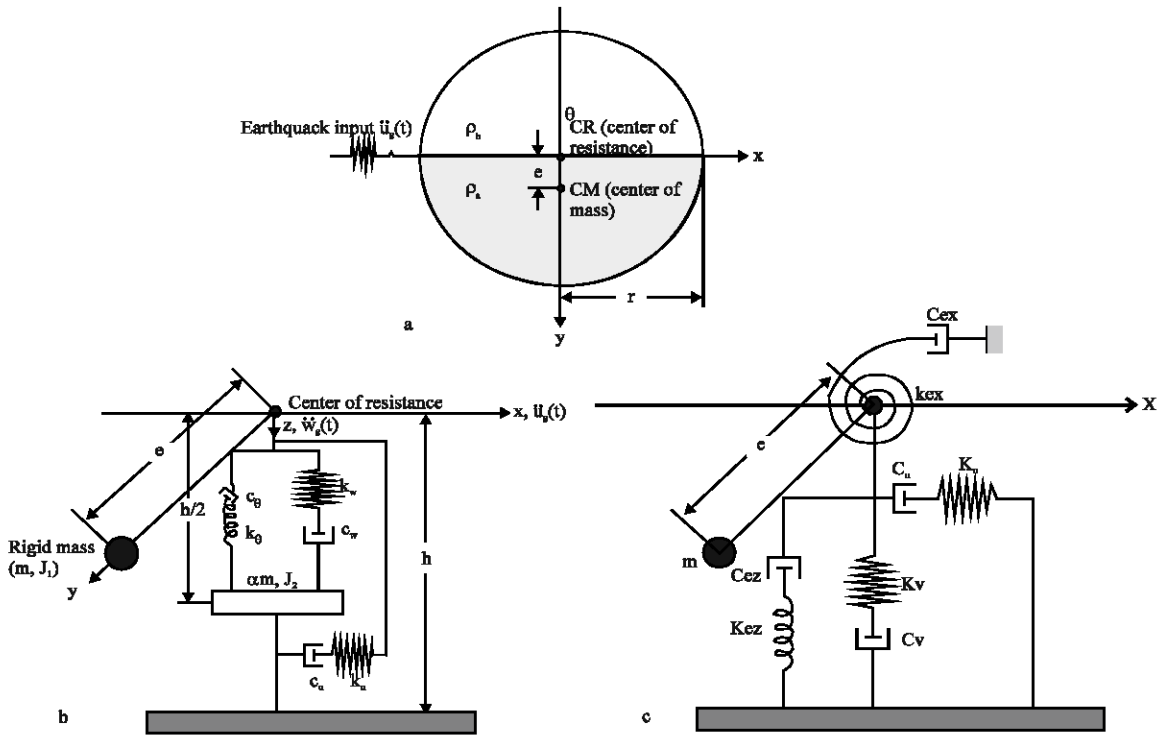 θ
Earthquack input ü_g(t)
ρ_b
CR (center of
resistance)
x
e
ρ_a
CM (center of
mass)
r
y
a
Cex
Center of resistance
x, ü_g(t)
z, ẅ_g(t)
kex
X
e
e
h/2
c_θ
k_w
k_θ
c_w
C_u
K_u
Rigid mass
(m, J_1)
y
h
m
αm, J_2
Cez
Kv
Kez
Cv
c_u
k_u
b
c